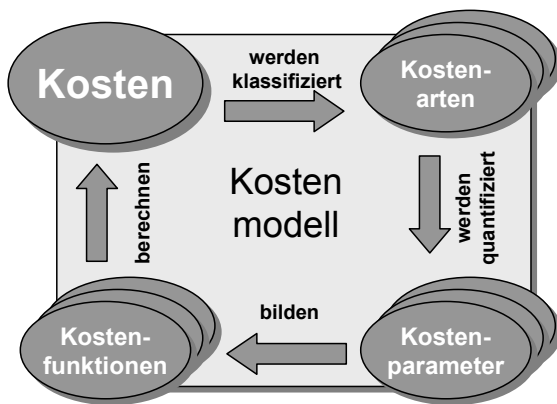 Kosten
werden
klassifiziert
Kosten-
arten
berechnen
Kosten
modell
werden
quantifiziert
Kosten-
funktionen
bilden
Kosten-
parameter